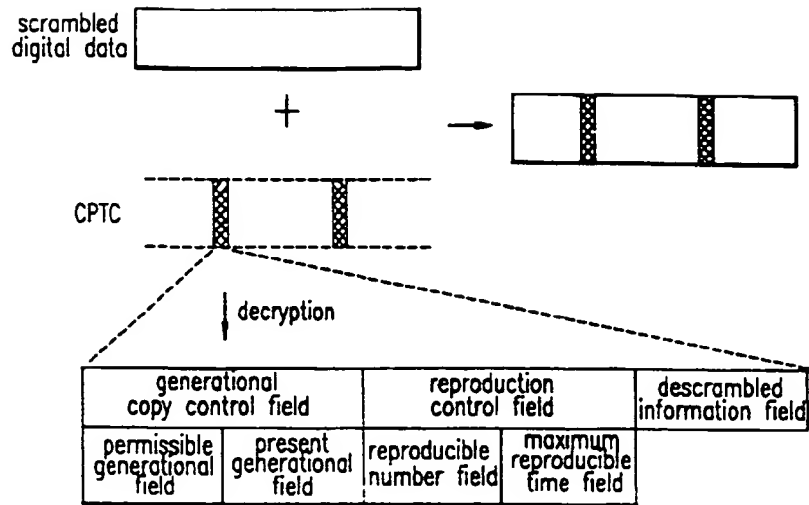 scrambled
digital data
CPTC
decryption
generational
copy control field
reproduction
control field
descrambled
information field
permissible
generational
field
present
generational
field
reproducible
number field
maximum
reproducible
time field